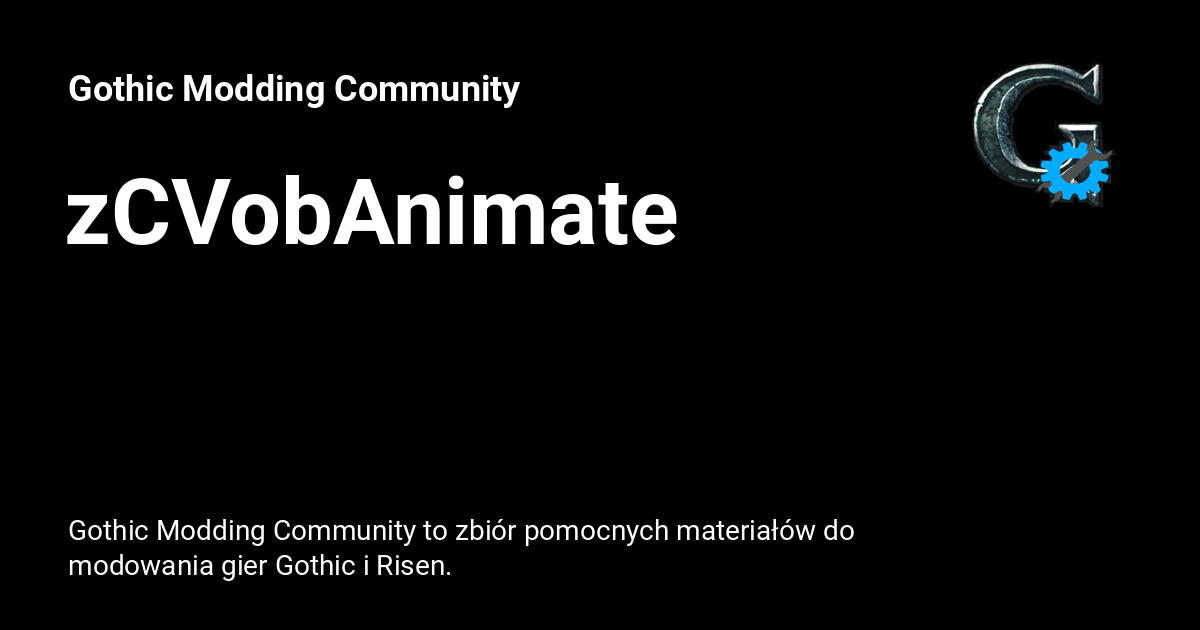 Gothic Modding Community
zCVobAnimate
Gothic Modding Community to zbiór pomocnych materiałów do
modowania gier Gothic i Risen.